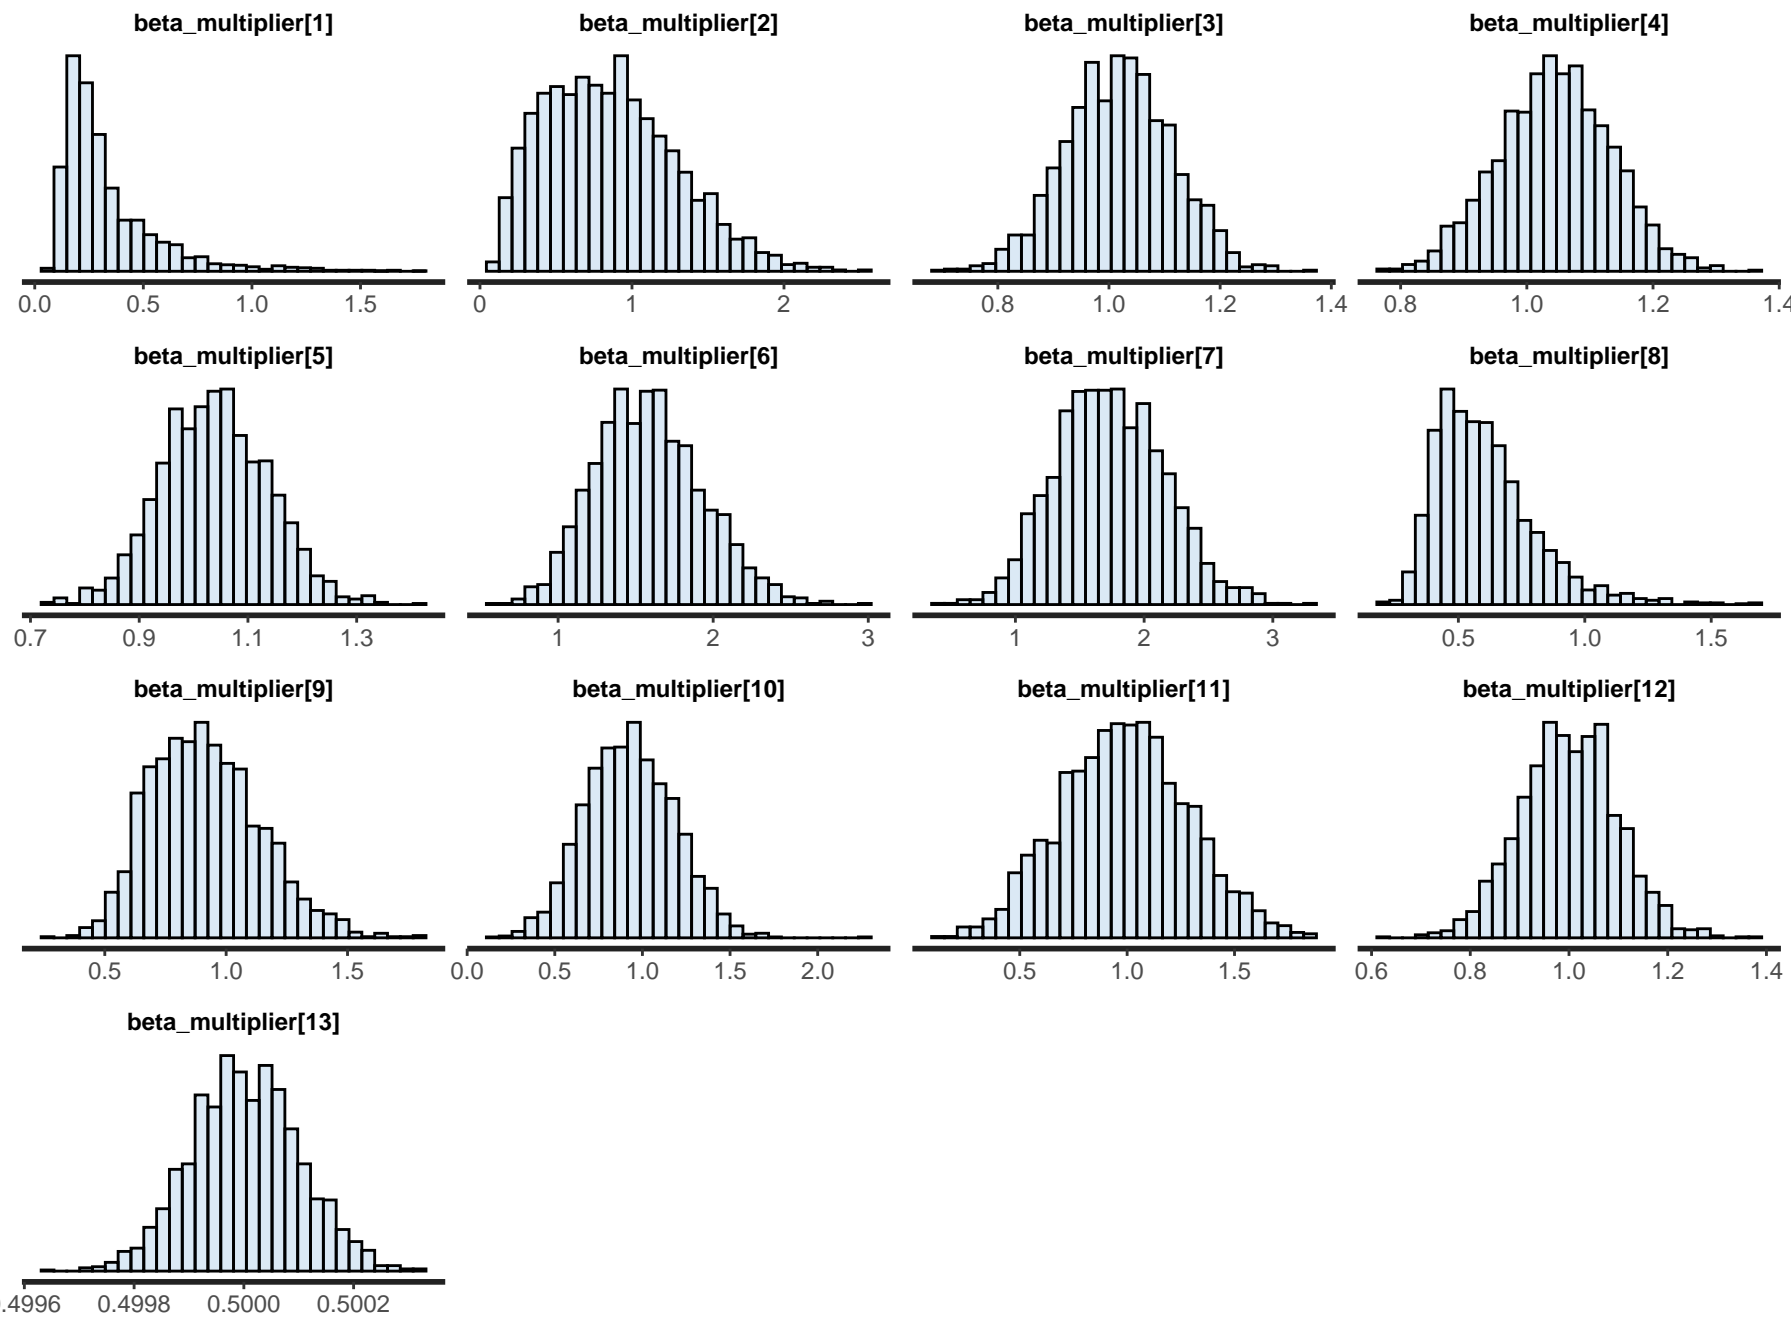 beta_multiplier[1] beta_multiplier[2] beta_multiplier[3] beta_multiplier[4]
0.0 0.5 1.0 1.5 0 1 2 0.8 1.0 1.2 1.4 0.8 1.0 1.2 1.4
beta_multiplier[5] beta_multiplier[6] beta_multiplier[7] beta_multiplier[8]
0.7 0.9 1.1 1.3 1 2 3 1 2 3 0.5 1.0 1.5
beta_multiplier[9] beta_multiplier[10] beta_multiplier[11] beta_multiplier[12]
0.5 1.0 1.5 0.0 0.5 1.0 1.5 2.0 0.5 1.0 1.5 0.6 0.8 1.0 1.2 1.4
beta_multiplier[13]
.4996 0.4998 0.5000 0.5002